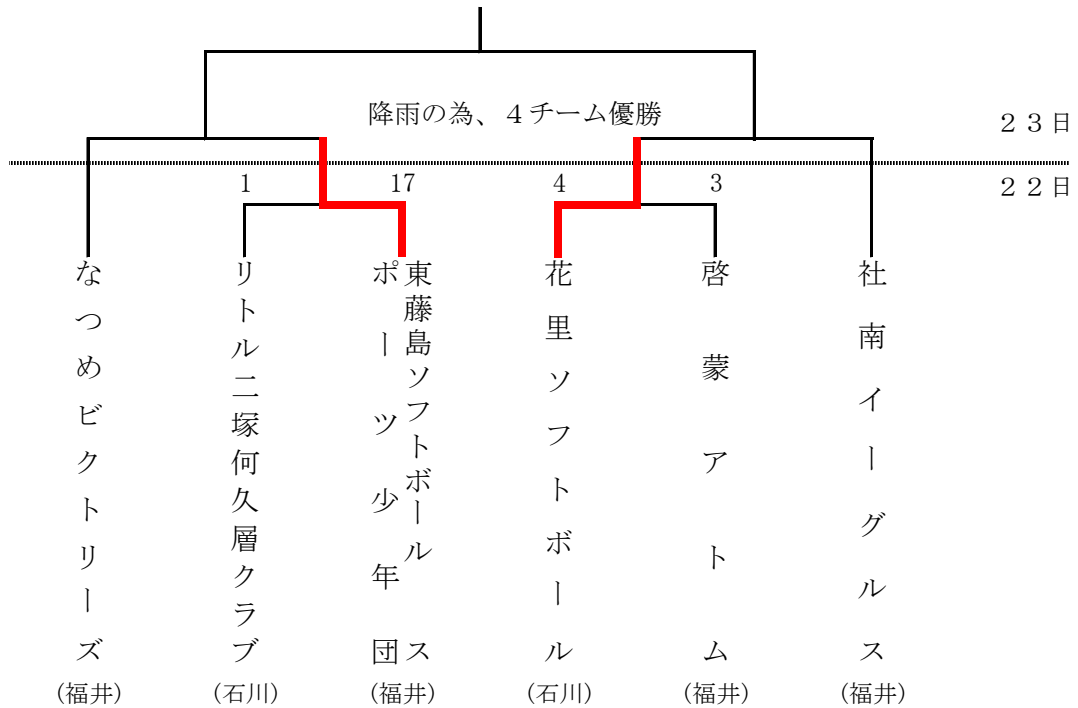 降雨の為、４チーム優勝
２３日
２２日
1
17
4
3
なつめビクトリーズ
リトル二塚何久層クラブ
東藤島ソフトボールス
ポーツ少年団
花里ソフトボール
啓蒙アトム
社南イーグルス
(福井)
(石川)
(福井)
(石川)
(福井)
(福井)